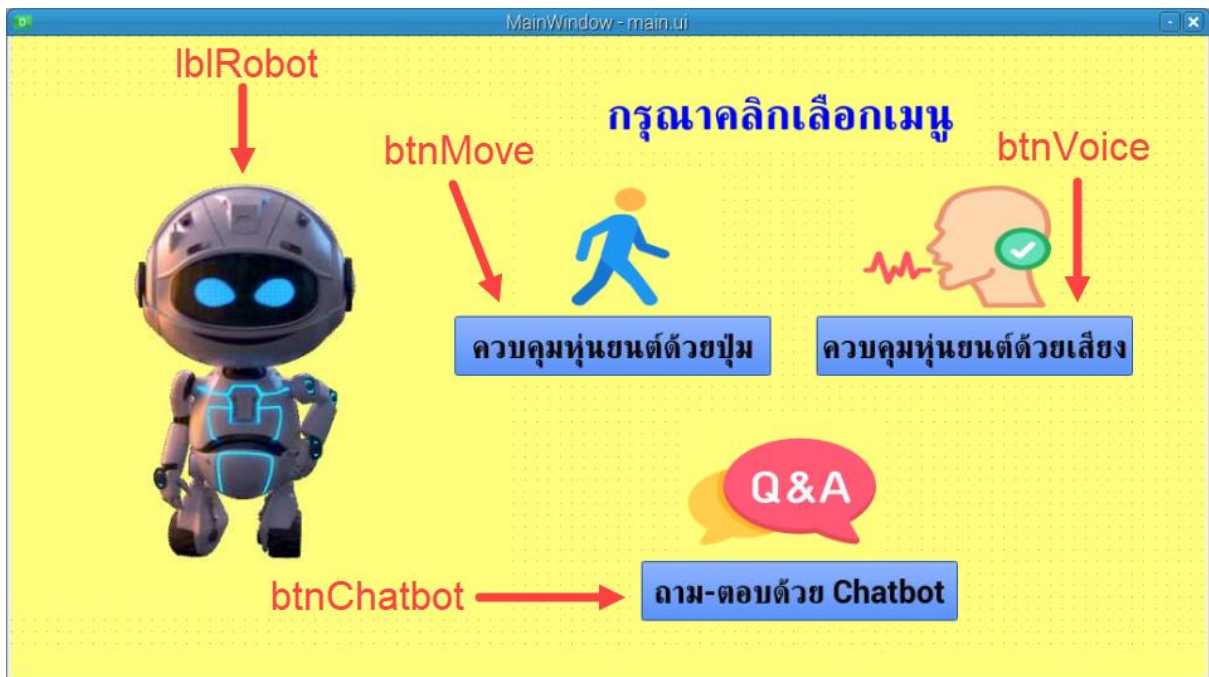 MainWindow - main.ui
lblRobot
กรุณาคลิกเลือกเมนู
btnMove
btnVoice
ควบคุมหุ่นยนต์ด้วยปุ่ม
ควบคุมหุ่นยนต์ด้วยเสียง
Q&A
btnChatbot
ถาม-ตอบด้วย Chatbot